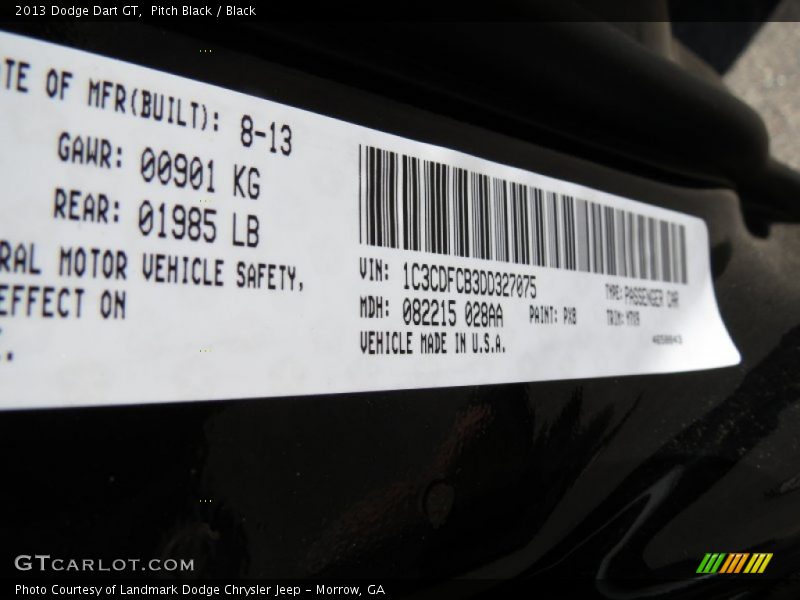 2013 Dodge Dart GT,  Pitch Black / Black
TE OF MFR(BUILT): 8-13
GAWR: 00901 KG
REAR: 01985 LB
RAL MOTOR VEHICLE SAFETY,
EFFECT ON
VIN: 1C3CDFCB3DD327075
TYPE: PASSENGER CAR
MDH: 082215 028AA
PAINT: PX8
TRIM:
VEHICLE MADE IN U.S.A.
GTCARLOT.COM
Photo Courtesy of Landmark Dodge Chrysler Jeep - Morrow, GA